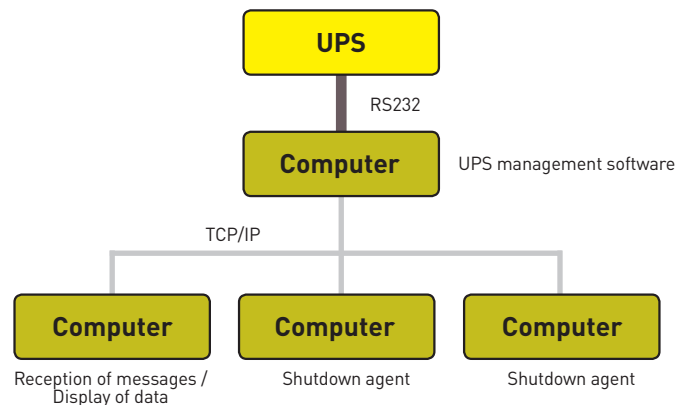 UPS
RS232
Computer
UPS management software
TCP/IP
Computer
Computer
Computer
Reception of messages /
Display of data
Shutdown agent
Shutdown agent